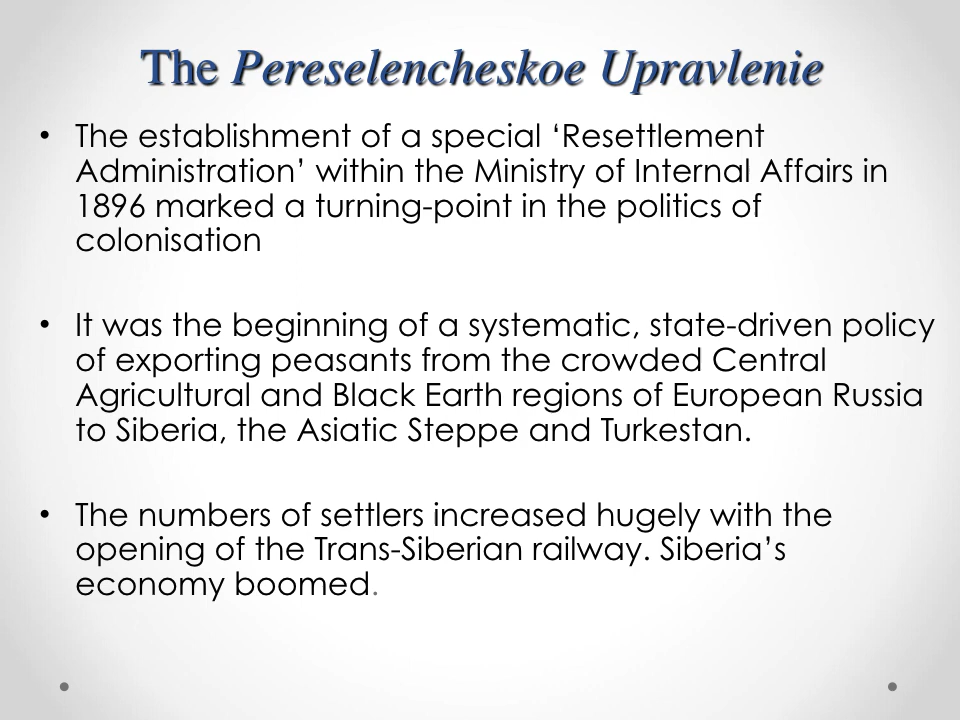 The Pereselencheskoe Upravlenie
• The establishment of a special ‘Resettlement
Administration’ within the Ministry of Internal Affairs in
1896 marked a turning-point in the politics of
colonisation
• It was the beginning of a systematic, state-driven policy
of exporting peasants from the crowded Central
Agricultural and Black Earth regions of European Russia
to Siberia, the Asiatic Steppe and Turkestan.
• The numbers of settlers increased hugely with the
opening of the Trans-Siberian railway. Siberia’s
economy boomed.